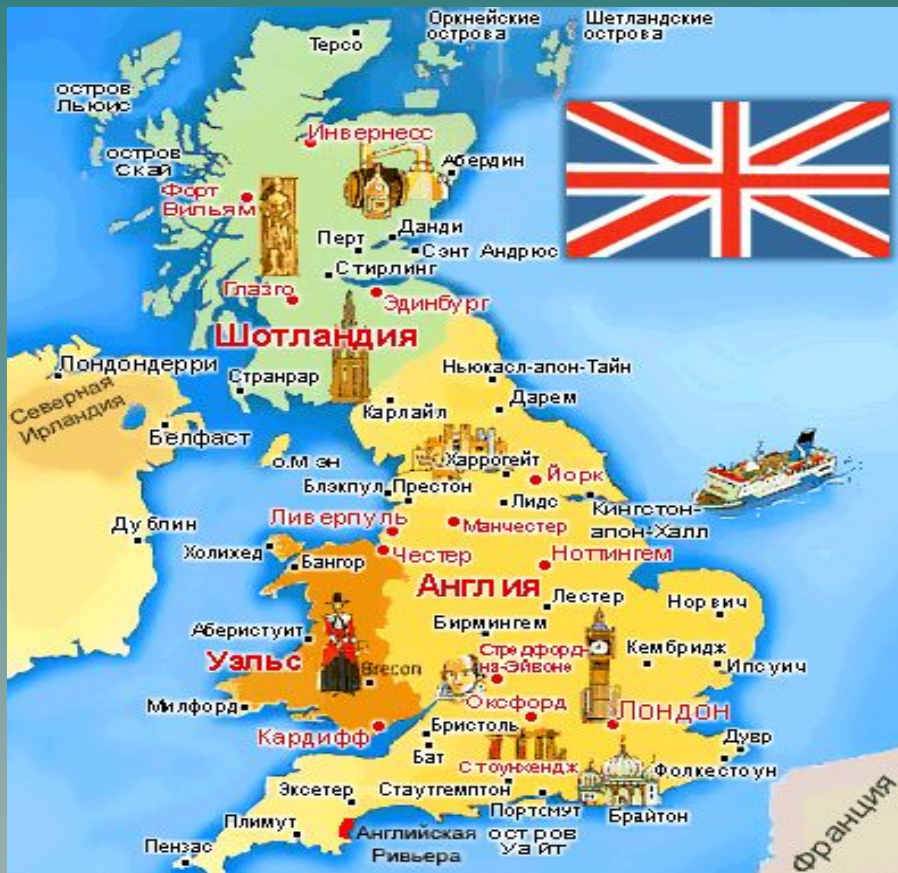 Оркнейские
острова
Шетландские
острова
Терсо
остров
Льюис
Инвернесс
остров
Скай
Абердин
Форт
Вильям
Данди
Перт
Сэнт Андрюс
Стирлинг
Глазго
Эдинбург
Шотландия
Лондондерри
Странрар
Ньюкасл-апон-Тайн
Северная
Ирландия
Дарем
Карлайл
Белфаст
о.Мэн
Харрогейт
Йорк
Блэкпул
Престон
Лидс
Кингстон-
апон-Халл
Дублин
Ливерпуль
Манчестер
Холихед
Честер
Ноттингем
Бангор
Англия
Лестер
Норвич
Аберистуит
Бирмингем
Уэльс
Стредфорд-
на-Эйвоне
Кембридж
Ипсуич
Brecon
Милфорд
Оксфорд
Лондон
Кардифф
Бристоль
Дувр
Бат
Стоунхендж
Фолкестоун
Эксетер
Стаутгемптон
Портсмут
Брайтон
Плимут
Английская
Ривьера
остров
Уайт
Пензас
Франция